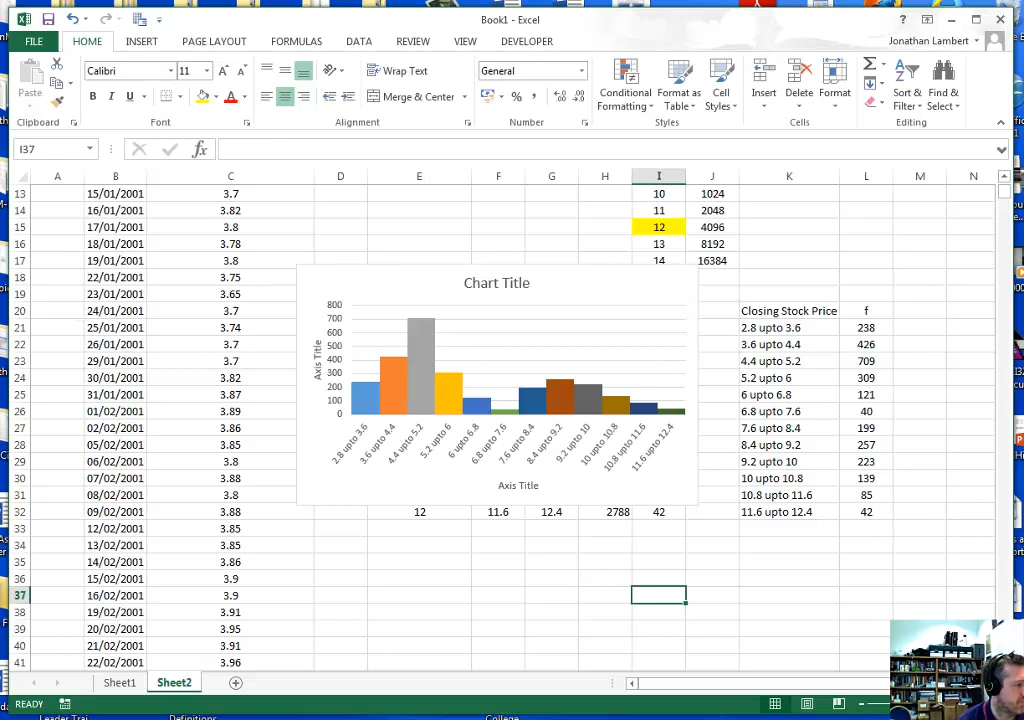 Book1 - Excel
FILE HOME INSERT PAGE LAYOUT FORMULAS DATA REVIEW VIEW DEVELOPER Jonathan Lambert
Paste Calibri 11 Wrap Text General Conditional Formatting Format as Table Cell Styles Insert Delete Format Sort & Filter Find & Select
B I U Merge & Center % ,
Clipboard Font Alignment Number Styles Cells Editing
I37 fx
A B C D E F G H I J K L M N
13 15/01/2001 3.7 10 1024
14 16/01/2001 3.82 11 2048
15 17/01/2001 3.8 12 4096
16 18/01/2001 3.78 13 8192
17 19/01/2001 3.8 14 16384
18 22/01/2001 3.75
19 23/01/2001 3.65
20 24/01/2001 3.7 Closing Stock Price f
21 25/01/2001 3.74 2.8 upto 3.6 238
22 26/01/2001 3.7 3.6 upto 4.4 426
23 29/01/2001 3.7 4.4 upto 5.2 709
24 30/01/2001 3.82 5.2 upto 6 309
25 31/01/2001 3.87 6 upto 6.8 121
26 01/02/2001 3.89 6.8 upto 7.6 40
27 02/02/2001 3.86 7.6 upto 8.4 199
28 05/02/2001 3.85 8.4 upto 9.2 257
29 06/02/2001 3.8 9.2 upto 10 223
30 07/02/2001 3.88 10 upto 10.8 139
31 08/02/2001 3.8 10.8 upto 11.6 85
32 09/02/2001 3.88 12 11.6 12.4 2788 42 11.6 upto 12.4 42
33 12/02/2001 3.85
34 13/02/2001 3.85
35 14/02/2001 3.86
36 15/02/2001 3.9
37 16/02/2001 3.9
38 19/02/2001 3.91
39 20/02/2001 3.95
40 21/02/2001 3.91
41 22/02/2001 3.96
Chart Title
800
700
600
500
400
300
200
100
0
Axis Title
2.8 upto 3.6
3.6 upto 4.4
4.4 upto 5.2
5.2 upto 6
6 upto 6.8
6.8 upto 7.6
7.6 upto 8.4
8.4 upto 9.2
9.2 upto 10
10 upto 10.8
10.8 upto 11.6
11.6 upto 12.4
Axis Title
Sheet1 Sheet2
READY
Leader Trai Definitions College